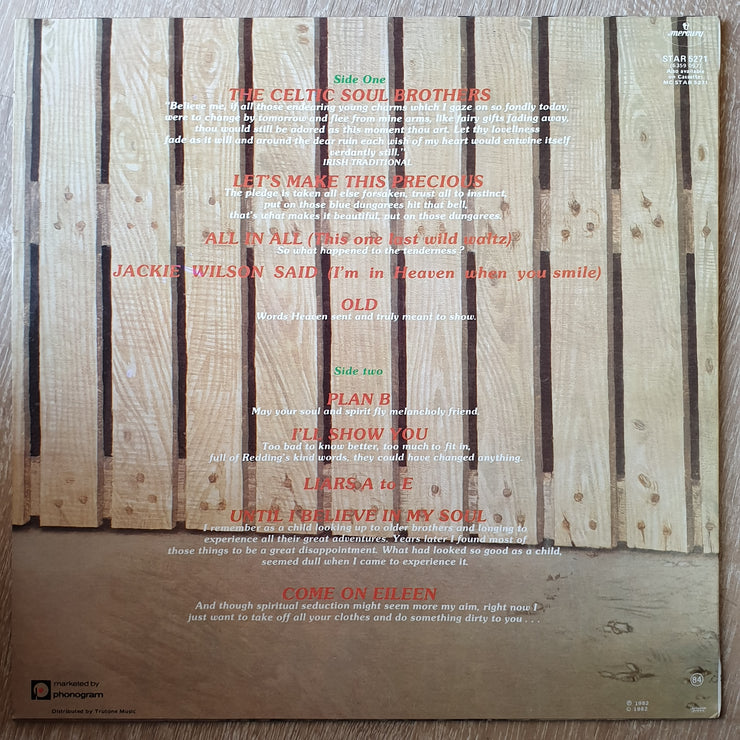 mercury
STAR 5271
(6359 097)
Also available
on Cassettes
MC STAR 5271
Side One
THE CELTIC SOUL BROTHERS
"Believe me, if all those endearing young charms which I gaze on so fondly today,
were to change by tomorrow and flee from mine arms, like fairy gifts fading away,
thou would still be adored as this moment thou art. Let thy loveliness
fade as it will and around the dear ruin each wish of my heart would entwine itself
verdantly still."
IRISH TRADITIONAL
LET'S MAKE THIS PRECIOUS
The pledge is taken all else forsaken, trust all to instinct,
put on those blue dungarees hit that bell,
that's what makes it beautiful, put on those dungarees.
ALL IN ALL (This one last wild waltz)
So what happened to the tenderness?
JACKIE WILSON SAID (I'm in Heaven when you smile)
OLD
Words Heaven sent and truly meant to show.
Side two
PLAN B
May your soul and spirit fly melancholy friend.
I'LL SHOW YOU
Too bad to know better, too much to fit in,
full of Redding's kind words, they could have changed anything.
LIARS A to E
UNTIL I BELIEVE IN MY SOUL
I remember as a child looking up to older brothers and longing to
experience all their great adventures. Years later I found most of
those things to be a great disappointment. What had looked so good as a child,
seemed dull when I came to experience it.
COME ON EILEEN
And though spiritual seduction might seem more my aim, right now I
just want to take off all your clothes and do something dirty to you . . .
marketed by
phonogram
Distributed by Trutone Music
84
℗ 1982
© 1982